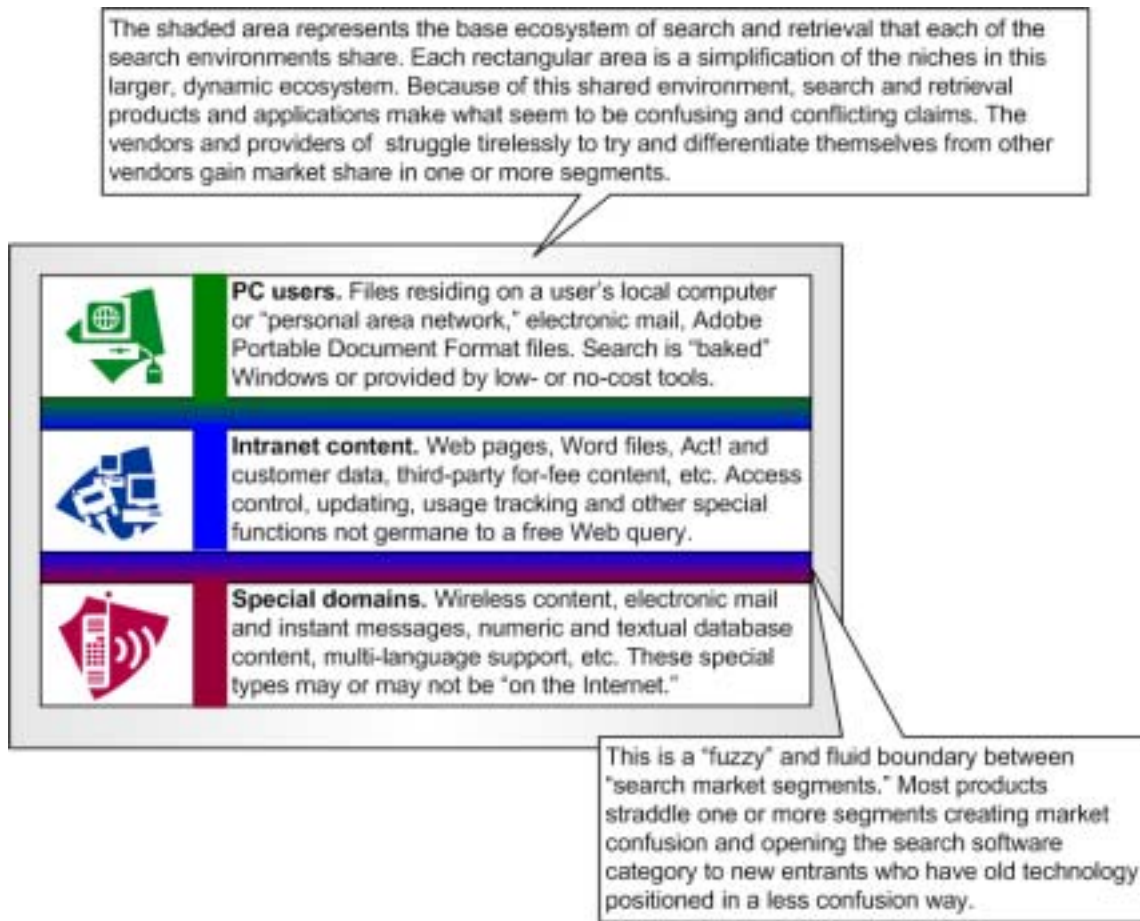 The shaded area represents the base ecosystem of search and retrieval that each of the
search environments share. Each rectangular area is a simplification of the niches in this
larger, dynamic ecosystem. Because of this shared environment, search and retrieval
products and applications make what seem to be confusing and conflicting claims. The
vendors and providers of struggle tirelessly to try and differentiate themselves from other
vendors gain market share in one or more segments.
PC users. Files residing on a user's local computer
or “personal area network,” electronic mail, Adobe
Portable Document Format files. Search is “baked”
Windows or provided by low- or no-cost tools.
Intranet content. Web pages, Word files, Act! and
customer data, third-party for-fee content, etc. Access
control, updating, usage tracking and other special
functions not germane to a free Web query.
Special domains. Wireless content, electronic mail
and instant messages, numeric and textual database
content, multi-language support, etc. These special
types may or may not be “on the Internet.”
This is a “fuzzy” and fluid boundary between
“search market segments.” Most products
straddle one or more segments creating market
confusion and opening the search software
category to new entrants who have old technology
positioned in a less confusion way.